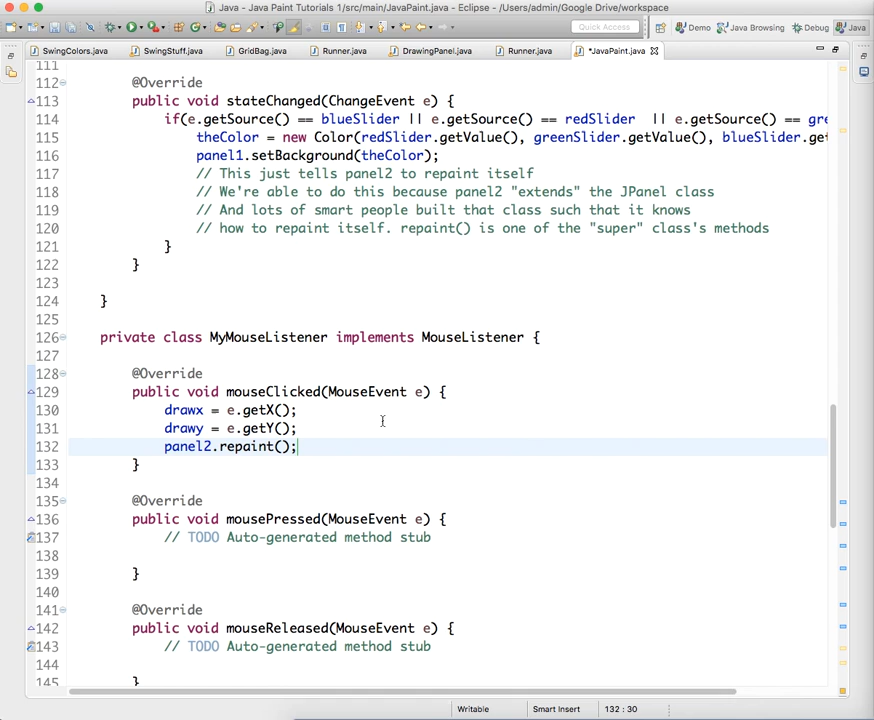 Java - Java Paint Tutorials 1/src/main/JavaPaint.java - Eclipse - /Users/admin/Google Drive/workspace
Quick Access Demo Java Browsing Debug Java
SwingColors.java SwingStuff.java GridBag.java Runner.java DrawingPanel.java Runner.java *JavaPaint.java
111
112 @Override
113 public void stateChanged(ChangeEvent e) {
114 if(e.getSource() == blueSlider || e.getSource() == redSlider || e.getSource() == gre
115 theColor = new Color(redSlider.getValue(), greenSlider.getValue(), blueSlider.get
116 panel1.setBackground(theColor);
117 // This just tells panel2 to repaint itself
118 // We're able to do this because panel2 "extends" the JPanel class
119 // And lots of smart people built that class such that it knows
120 // how to repaint itself. repaint() is one of the "super" class's methods
121 }
122 }
123
124 }
125
126 private class MyMouseListener implements MouseListener {
127
128 @Override
129 public void mouseClicked(MouseEvent e) {
130 drawx = e.getX();
131 drawy = e.getY();
132 panel2.repaint();
133 }
134
135 @Override
136 public void mousePressed(MouseEvent e) {
137 // TODO Auto-generated method stub
138
139 }
140
141 @Override
142 public void mouseReleased(MouseEvent e) {
143 // TODO Auto-generated method stub
144
145 }
Writable Smart Insert 132 : 30